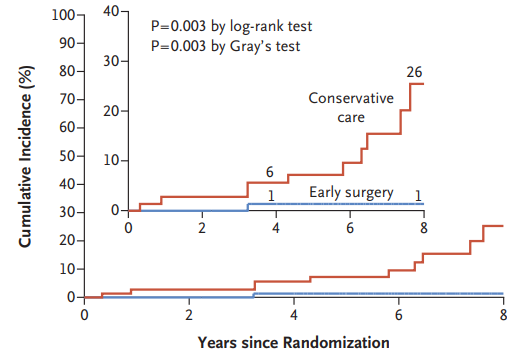 P=0.003 by log-rank test
P=0.003 by Gray's test
Cumulative Incidence (%)
100
90
80
70
60
50
40
30
20
10
0
40
30
20
10
0
Conservative
care
26
6
1
Early surgery
1
0 2 4 6 8
0 2 4 6 8
Years since Randomization